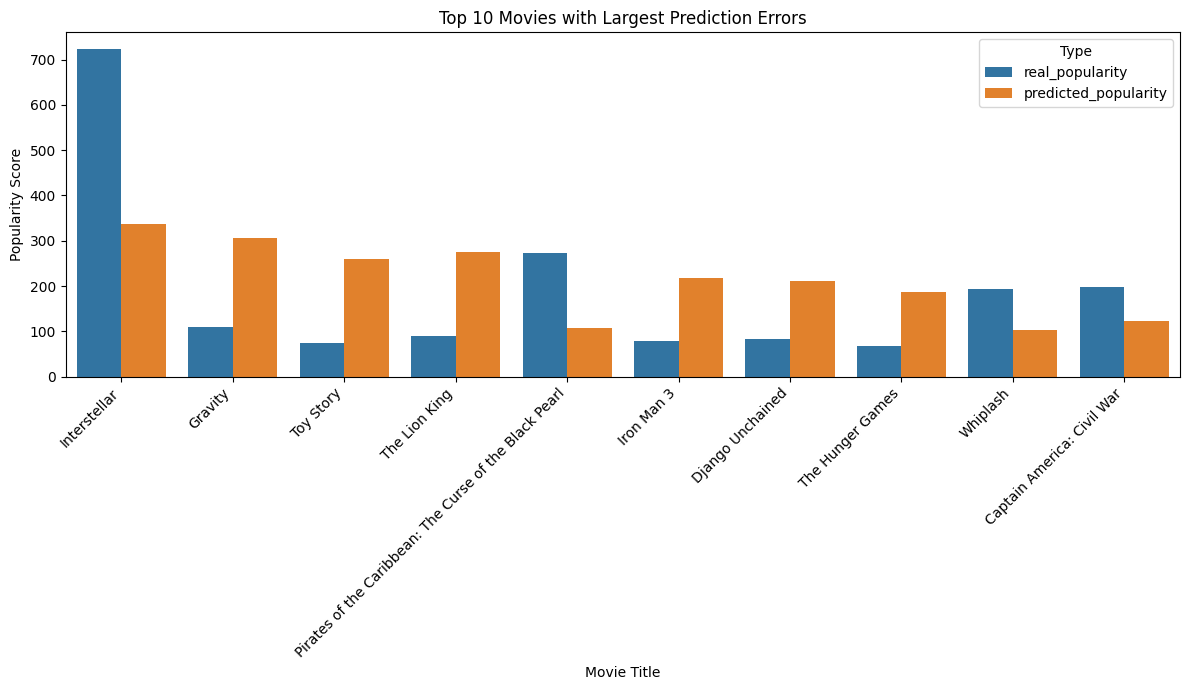 Top 10 Movies with Largest Prediction Errors
Type
real_popularity
predicted_popularity
Popularity Score
700
600
500
400
300
200
100
0
Interstellar
Gravity
Toy Story
The Lion King
Pirates of the Caribbean: The Curse of the Black Pearl
Iron Man 3
Django Unchained
The Hunger Games
Whiplash
Captain America: Civil War
Movie Title